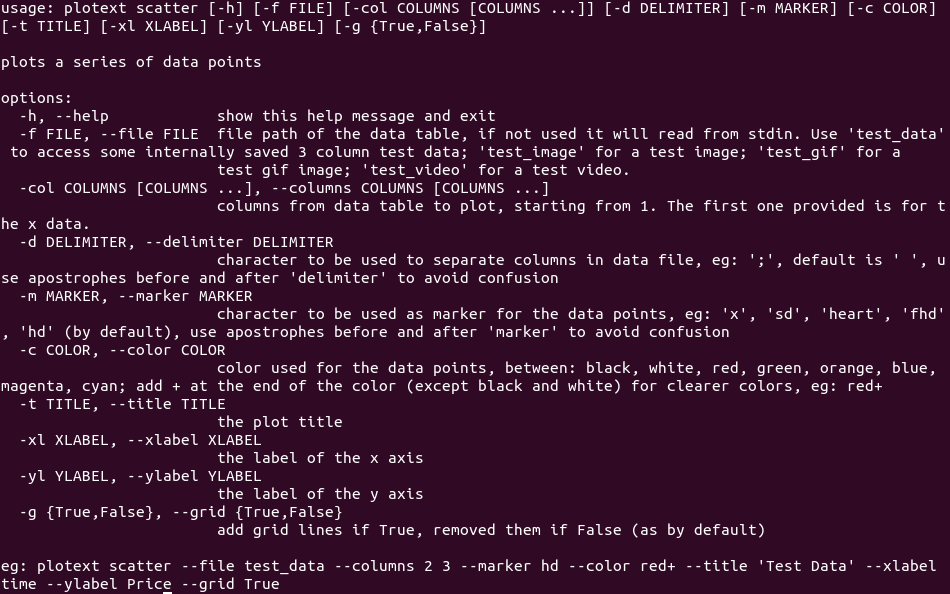 usage: plotext scatter [-h] [-f FILE] [-col COLUMNS [COLUMNS ...]] [-d DELIMITER] [-m MARKER] [-c COLOR]
[-t TITLE] [-xl XLABEL] [-yl YLABEL] [-g {True,False}]

plots a series of data points

options:
  -h, --help            show this help message and exit
  -f FILE, --file FILE  file path of the data table, if not used it will read from stdin. Use 'test_data'
 to access some internally saved 3 column test data; 'test_image' for a test image; 'test_gif' for a
                        test gif image; 'test_video' for a test video.
  -col COLUMNS [COLUMNS ...], --columns COLUMNS [COLUMNS ...]
                        columns from data table to plot, starting from 1. The first one provided is for t
he x data.
  -d DELIMITER, --delimiter DELIMITER
                        character to be used to separate columns in data file, eg: ';', default is ' ', u
se apostrophes before and after 'delimiter' to avoid confusion
  -m MARKER, --marker MARKER
                        character to be used as marker for the data points, eg: 'x', 'sd', 'heart', 'fhd'
, 'hd' (by default), use apostrophes before and after 'marker' to avoid confusion
  -c COLOR, --color COLOR
                        color used for the data points, between: black, white, red, green, orange, blue,
magenta, cyan; add + at the end of the color (except black and white) for clearer colors, eg: red+
  -t TITLE, --title TITLE
                        the plot title
  -xl XLABEL, --xlabel XLABEL
                        the label of the x axis
  -yl YLABEL, --ylabel YLABEL
                        the label of the y axis
  -g {True,False}, --grid {True,False}
                        add grid lines if True, removed them if False (as by default)

eg: plotext scatter --file test_data --columns 2 3 --marker hd --color red+ --title 'Test Data' --xlabel
time --ylabel Price --grid True